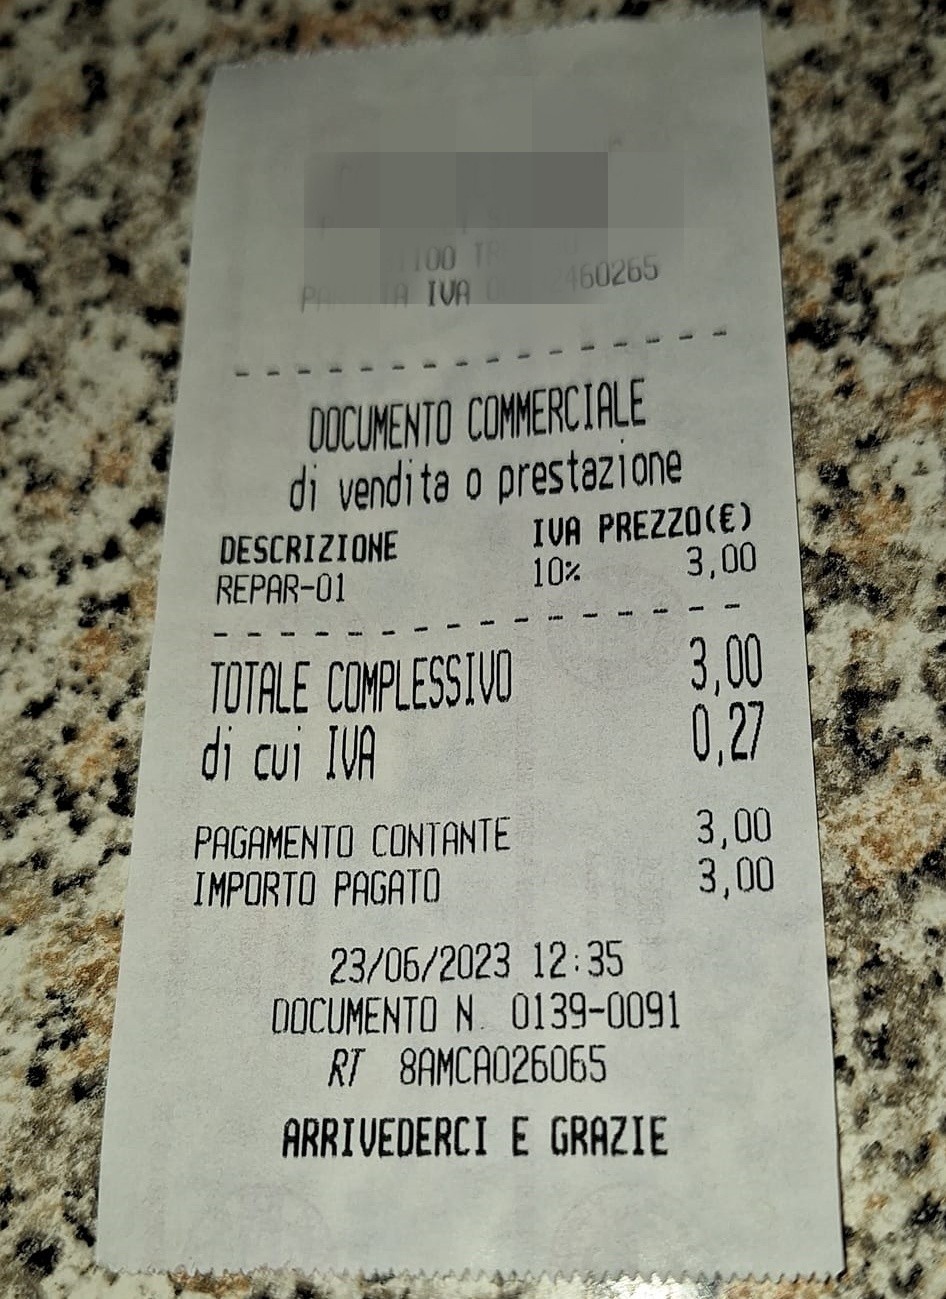 IVA 460265
DOCUMENTO COMMERCIALE
di vendita o prestazione
DESCRIZIONE IVA PREZZO(€)
REPAR-01 10% 3,00
TOTALE COMPLESSIVO 3,00
di cui IVA 0,27
PAGAMENTO CONTANTE 3,00
IMPORTO PAGATO 3,00
23/06/2023 12:35
DOCUMENTO N. 0139-0091
RT 8AMCA026065
ARRIVEDERCI E GRAZIE